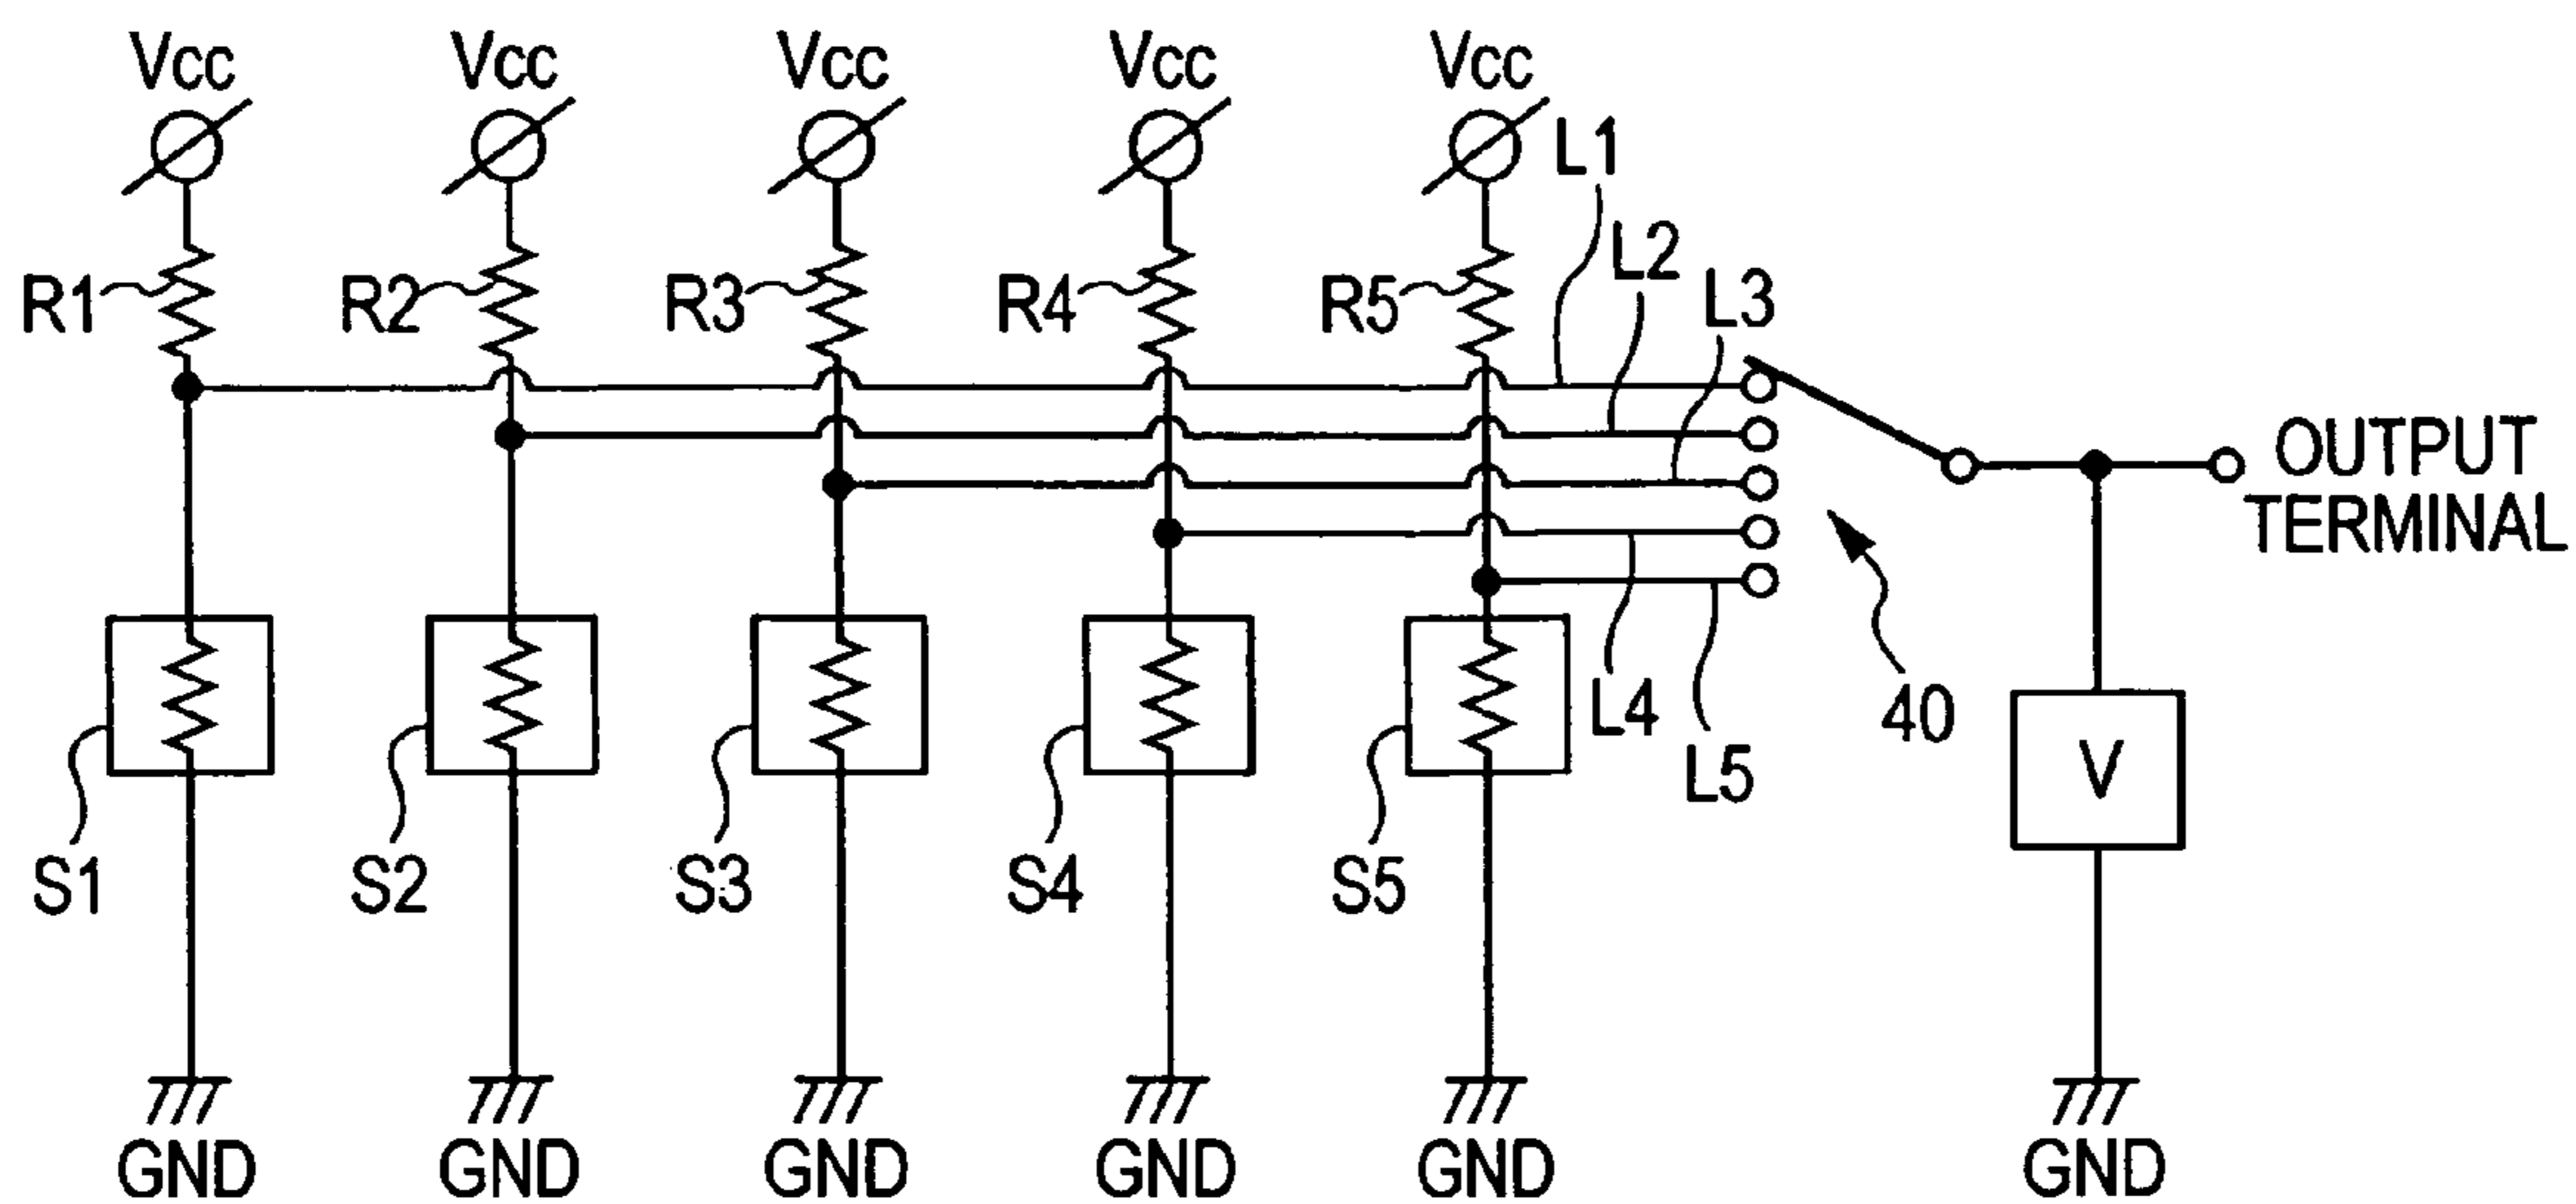 Vcc Vcc Vcc Vcc Vcc
L1
L2
L3
R1 R2 R3 R4 R5
OUTPUT
TERMINAL
L4
40
L5
V
S1 S2 S3 S4 S5
GND GND GND GND GND GND